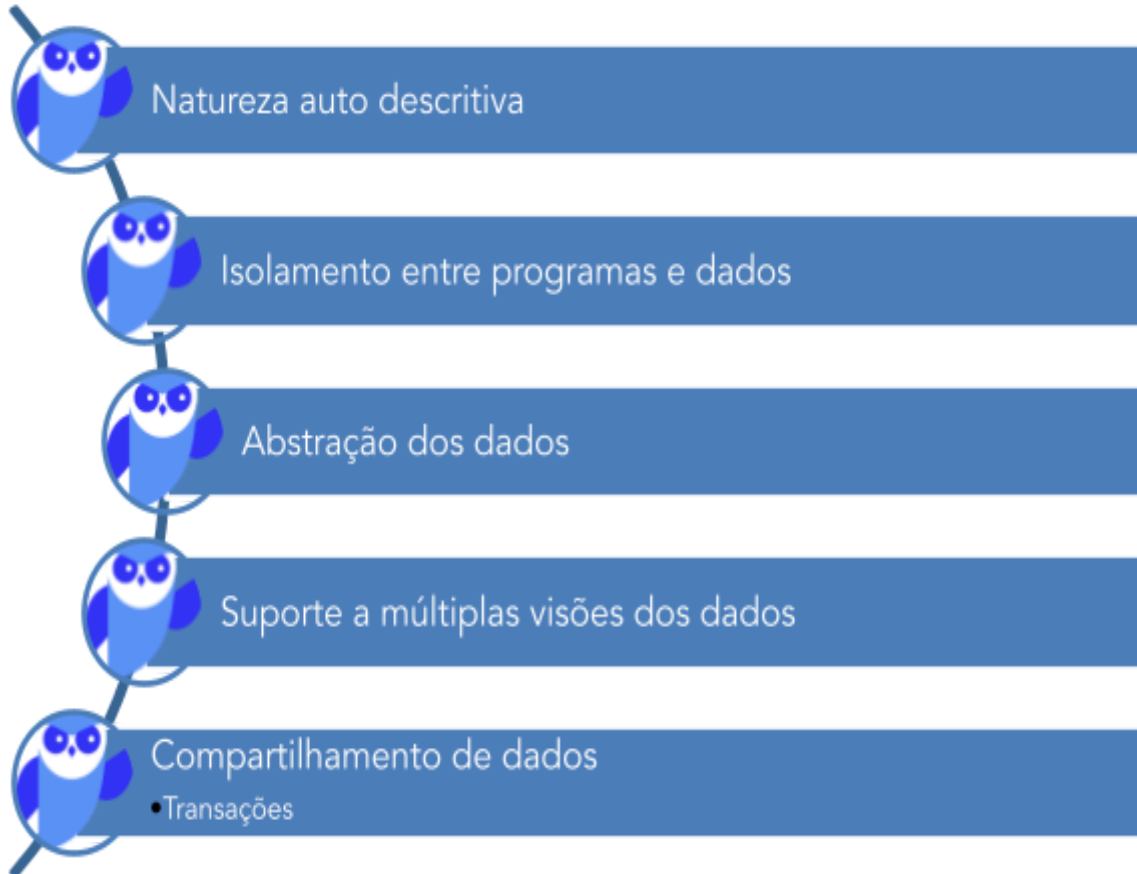 Natureza auto descritiva
Isolamento entre programas e dados
Abstração dos dados
Suporte a múltiplas visões dos dados
Compartilhamento de dados
•Transações